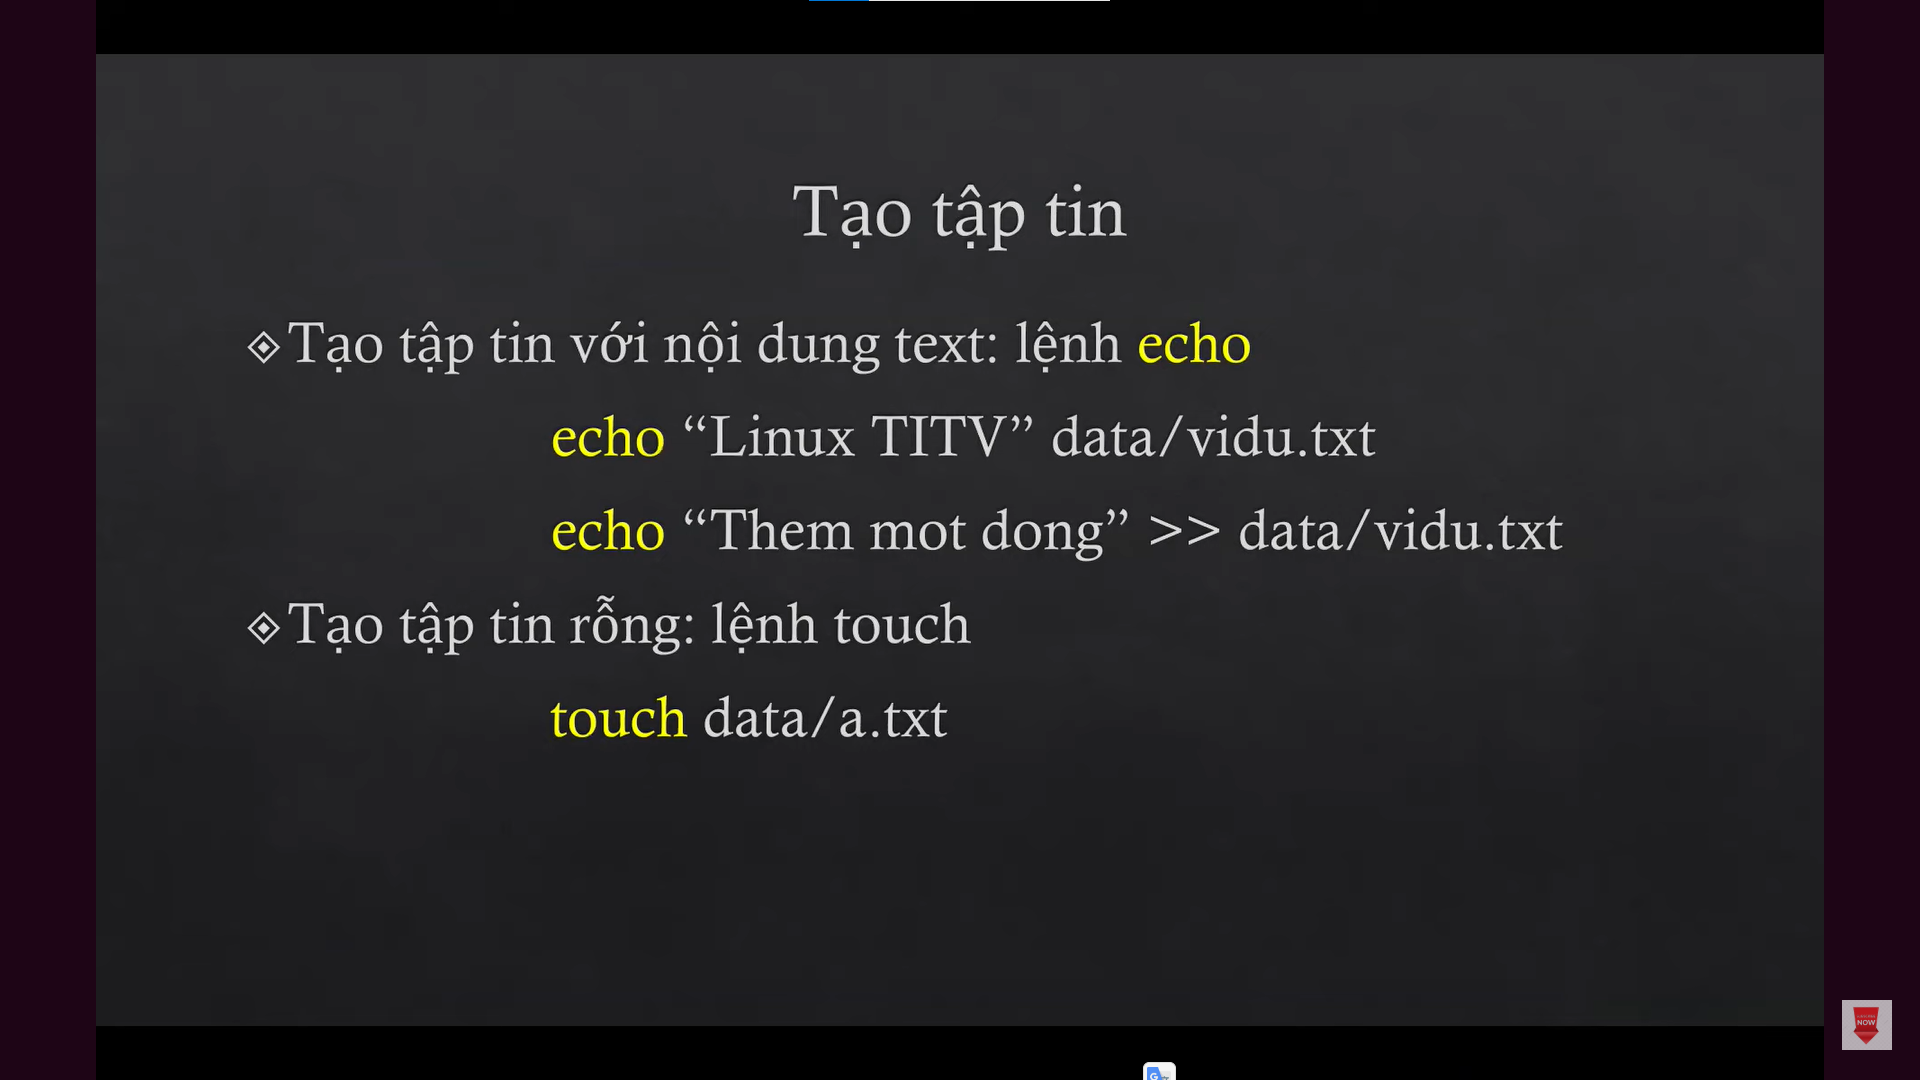 Tạo tập tin
Tạo tập tin với nội dung text: lệnh echo
echo “Linux TITV” data/vidu.txt
echo “Them mot dong” >> data/vidu.txt
Tạo tập tin rỗng: lệnh touch
touch data/a.txt
NOW